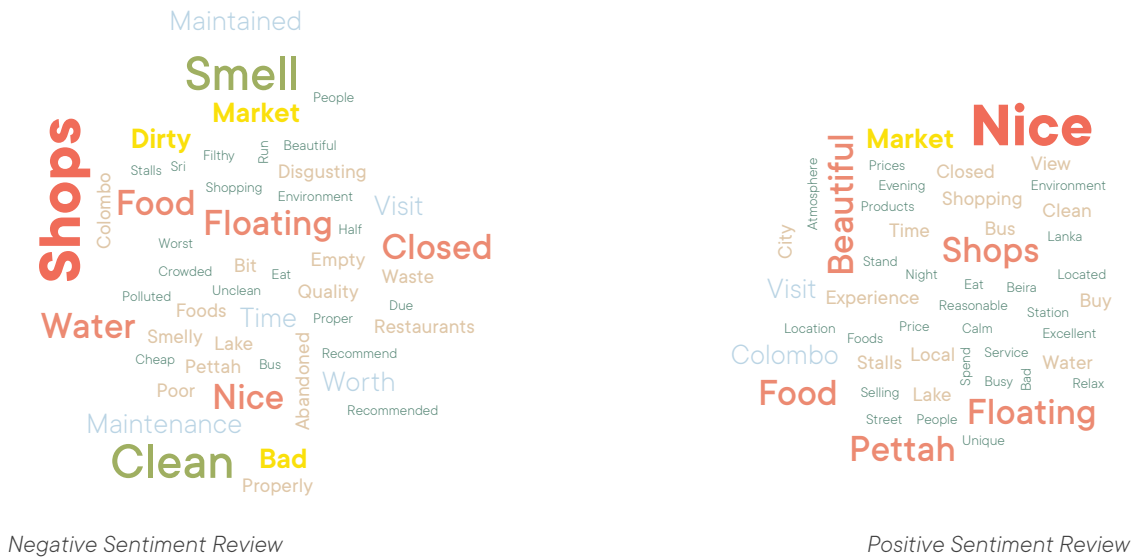 Maintained
Smell
People
Market
Dirty
Shops
Filthy
Run
Beautiful
Stalls
Sri
Disgusting
Colombo
Shopping
Environment
Food
Visit
Floating
Half
Worst
Closed
Crowded
Bit
Eat
Empty
Waste
Polluted
Unclean
Quality
Due
Foods
Time
Proper
Water
Restaurants
Smelly
Lake
Abandoned
Recommend
Cheap
Pettah
Bus
Worth
Poor
Nice
Recommended
Maintenance
Clean
Bad
Properly
Negative Sentiment Review
Nice
Market
Beautiful
Atmosphere
Prices
Closed
View
Evening
Environment
Products
Shopping
Clean
City
Time
Bus
Lanka
Shops
Stand
Night
Located
Visit
Experience
Eat
Beira
Buy
Reasonable
Station
Location
Foods
Price
Calm
Excellent
Colombo
Stalls
Local
Spend
Service
Water
Food
Selling
Lake
Busy
Bad
Relax
Street
People
Floating
Pettah
Unique
Positive Sentiment Review